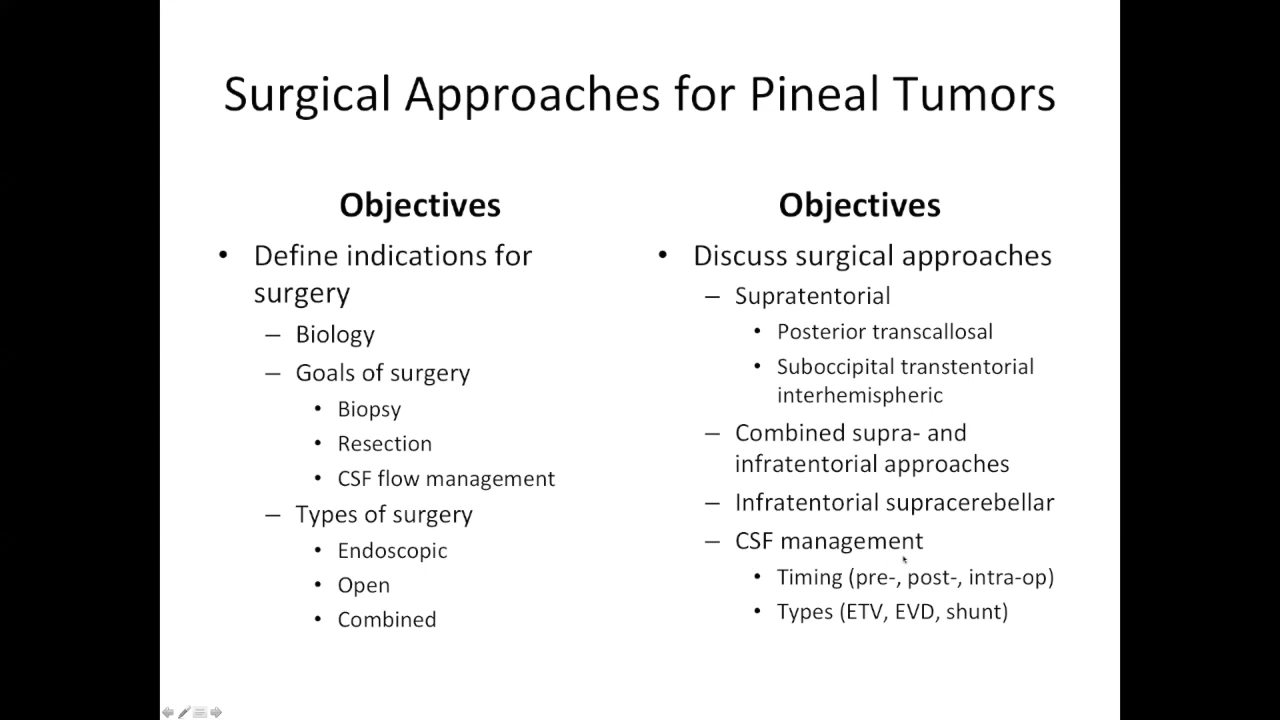 Surgical Approaches for Pineal Tumors
Objectives
• Define indications for
surgery
– Biology
– Goals of surgery
• Biopsy
• Resection
• CSF flow management
– Types of surgery
• Endoscopic
• Open
• Combined
Objectives
• Discuss surgical approaches
– Supratentorial
• Posterior transcallosal
• Suboccipital transtentorial
interhemispheric
– Combined supra- and
infratentorial approaches
– Infratentorial supracerebellar
– CSF management
• Timing (pre-, post-, intra-op)
• Types (ETV, EVD, shunt)